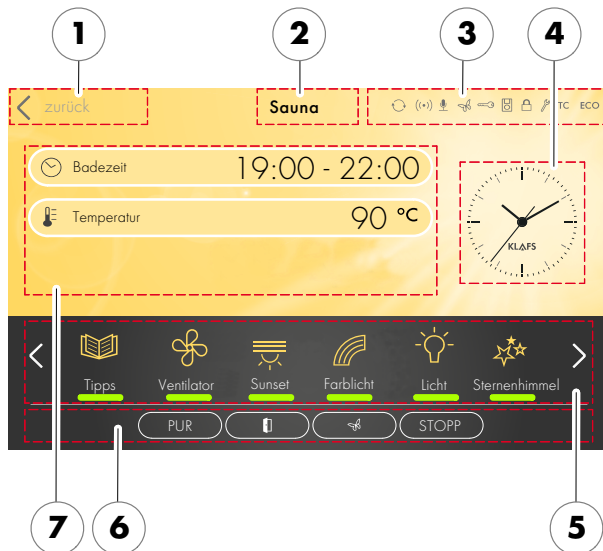 1 2 3 4
zurück Sauna TC ECO
Badezeit 19:00 - 22:00
Temperatur 90 °C
KLAFS
Tipps Ventilator Sunset Farblicht Licht Sternenhimmel
PUR STOPP
7 6 5